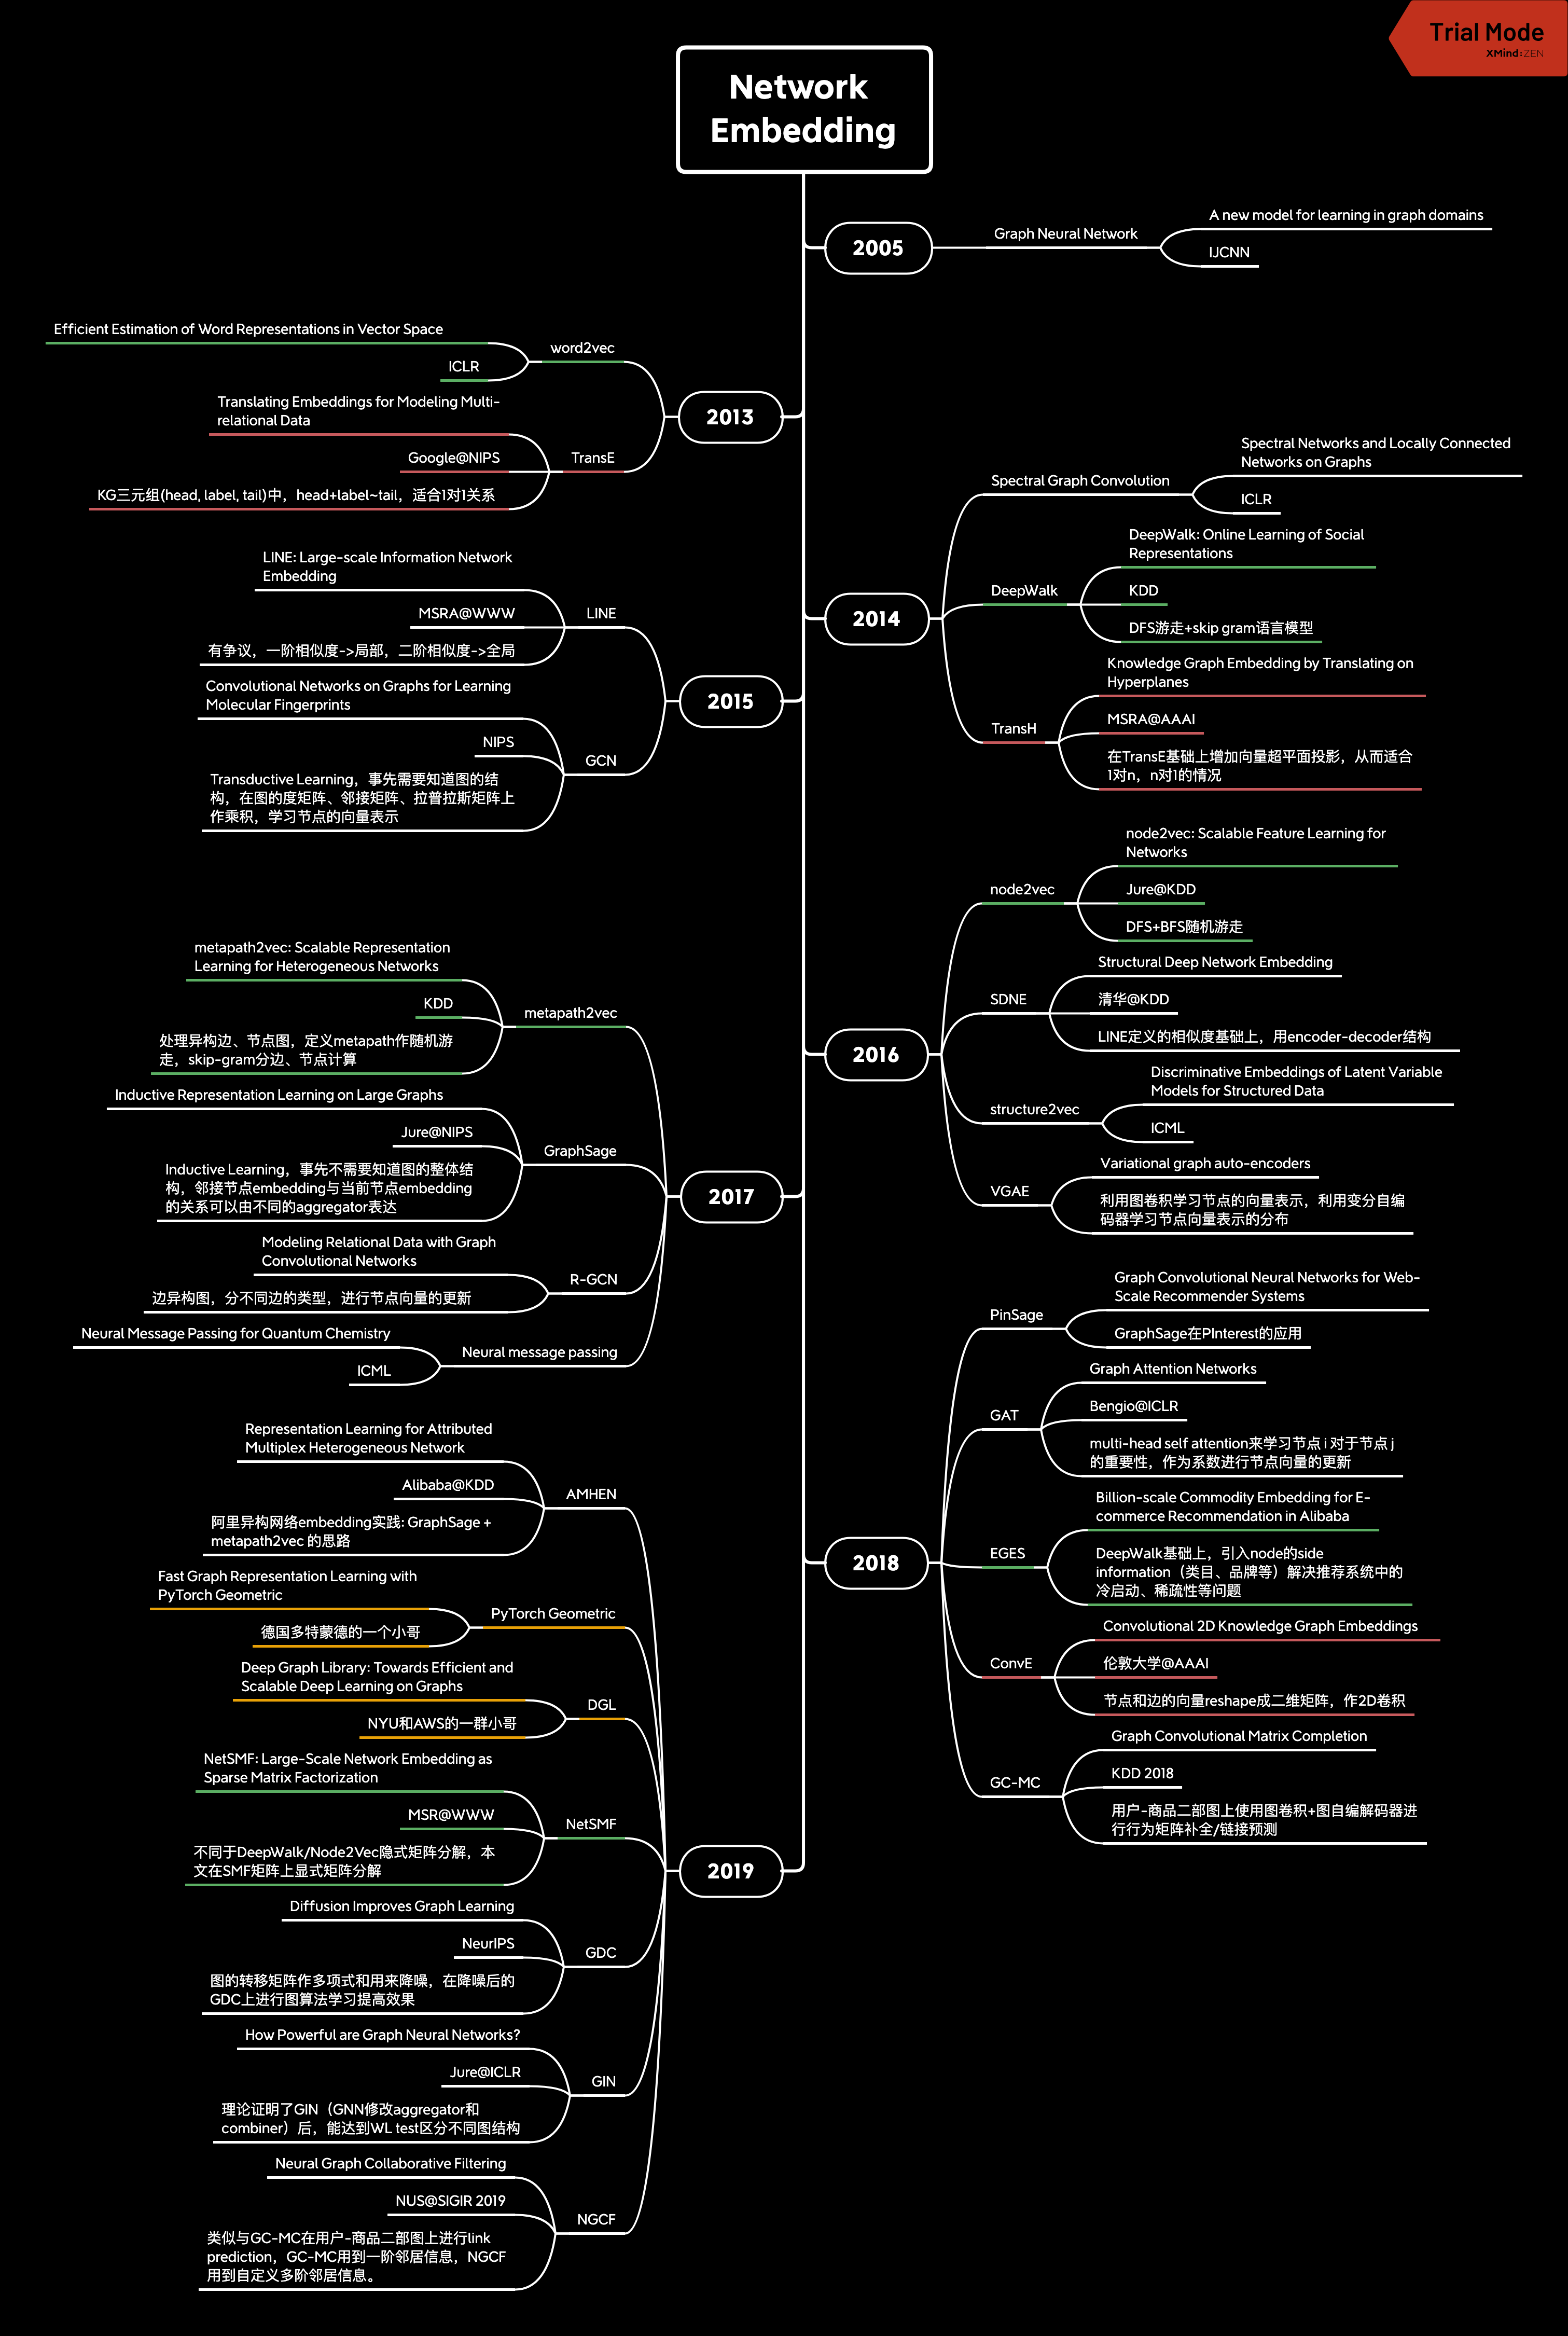 Trial Mode
XMind:ZEN
Network
Embedding
2005
Graph Neural Network
A new model for learning in graph domains
IJCNN
2013
word2vec
Efficient Estimation of Word Representations in Vector Space
ICLR
TransE
Translating Embeddings for Modeling Multi-
relational Data
Google@NIPS
KG三元组(head, label, tail)中，head+label~tail，适合1对1关系
2014
Spectral Graph Convolution
Spectral Networks and Locally Connected
Networks on Graphs
ICLR
DeepWalk
DeepWalk: Online Learning of Social
Representations
KDD
DFS游走+skip gram语言模型
TransH
Knowledge Graph Embedding by Translating on
Hyperplanes
MSRA@AAAI
在TransE基础上增加向量超平面投影，从而适合
1对n，n对1的情况
2015
LINE
LINE: Large-scale Information Network
Embedding
MSRA@WWW
有争议，一阶相似度->局部，二阶相似度->全局
GCN
Convolutional Networks on Graphs for Learning
Molecular Fingerprints
NIPS
Transductive Learning，事先需要知道图的结
构，在图的度矩阵、邻接矩阵、拉普拉斯矩阵上
作乘积，学习节点的向量表示
2016
node2vec
node2vec: Scalable Feature Learning for
Networks
Jure@KDD
DFS+BFS随机游走
SDNE
Structural Deep Network Embedding
清华@KDD
LINE定义的相似度基础上，用encoder-decoder结构
structure2vec
Discriminative Embeddings of Latent Variable
Models for Structured Data
ICML
VGAE
Variational graph auto-encoders
利用图卷积学习节点的向量表示，利用变分自编
码器学习节点向量表示的分布
2017
metapath2vec
metapath2vec: Scalable Representation
Learning for Heterogeneous Networks
KDD
处理异构边、节点图，定义metapath作随机游
走，skip-gram分边、节点计算
GraphSage
Inductive Representation Learning on Large Graphs
Jure@NIPS
Inductive Learning，事先不需要知道图的整体结
构，邻接节点embedding与当前节点embedding
的关系可以由不同的aggregator表达
R-GCN
Modeling Relational Data with Graph
Convolutional Networks
边异构图，分不同边的类型，进行节点向量的更新
Neural message passing
Neural Message Passing for Quantum Chemistry
ICML
2018
PinSage
Graph Convolutional Neural Networks for Web-
Scale Recommender Systems
GraphSage在PInterest的应用
GAT
Graph Attention Networks
Bengio@ICLR
multi-head self attention来学习节点 i 对于节点 j
的重要性，作为系数进行节点向量的更新
EGES
Billion-scale Commodity Embedding for E-
commerce Recommendation in Alibaba
DeepWalk基础上，引入node的side
information（类目、品牌等）解决推荐系统中的
冷启动、稀疏性等问题
ConvE
Convolutional 2D Knowledge Graph Embeddings
伦敦大学@AAAI
节点和边的向量reshape成二维矩阵，作2D卷积
GC-MC
Graph Convolutional Matrix Completion
KDD 2018
用户-商品二部图上使用图卷积+图自编解码器进
行行为矩阵补全/链接预测
2019
AMHEN
Representation Learning for Attributed
Multiplex Heterogeneous Network
Alibaba@KDD
阿里异构网络embedding实践: GraphSage +
metapath2vec 的思路
PyTorch Geometric
Fast Graph Representation Learning with
PyTorch Geometric
德国多特蒙德的一个小哥
DGL
Deep Graph Library: Towards Efficient and
Scalable Deep Learning on Graphs
NYU和AWS的一群小哥
NetSMF
NetSMF: Large-Scale Network Embedding as
Sparse Matrix Factorization
MSR@WWW
不同于DeepWalk/Node2Vec隐式矩阵分解，本
文在SMF矩阵上显式矩阵分解
GDC
Diffusion Improves Graph Learning
NeurIPS
图的转移矩阵作多项式和用来降噪，在降噪后的
GDC上进行图算法学习提高效果
GIN
How Powerful are Graph Neural Networks?
Jure@ICLR
理论证明了GIN（GNN修改aggregator和
combiner）后，能达到WL test区分不同图结构
NGCF
Neural Graph Collaborative Filtering
NUS@SIGIR 2019
类似与GC-MC在用户-商品二部图上进行link
prediction，GC-MC用到一阶邻居信息，NGCF
用到自定义多阶邻居信息。